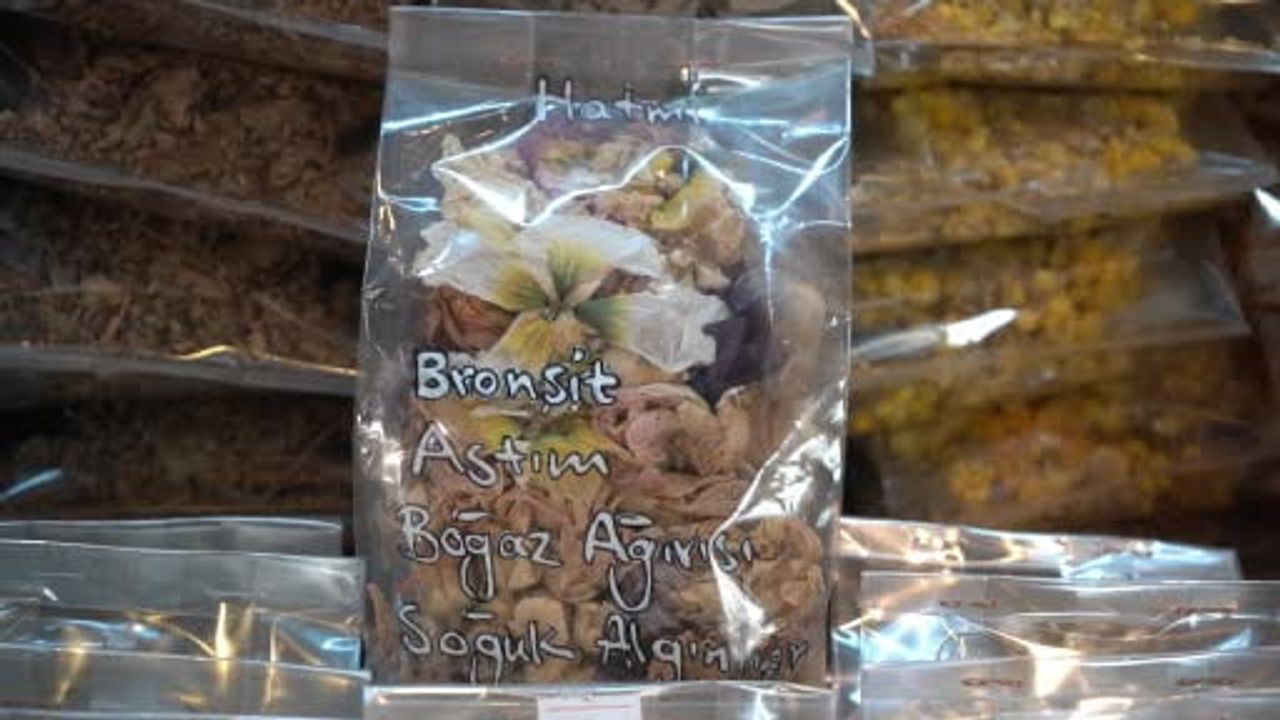 Hatmi
Bronşit
Astım
Boğaz Ağırısı
Soğuk